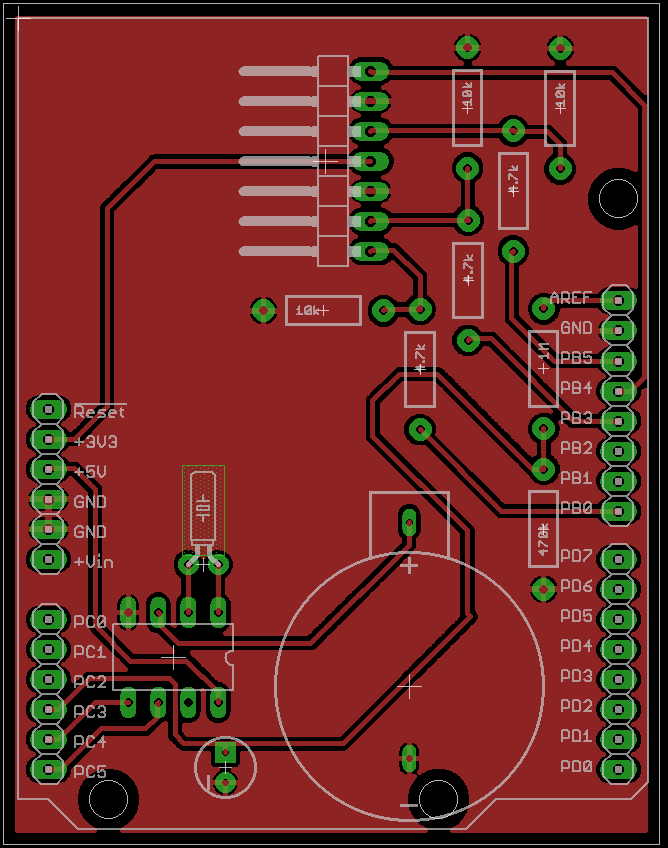 10k
10k
4.7k
4.7k
AREF
10k
GND
4.7k
1M
PB5
PB4
Reset
PB3
+3V3
PB2
+5V
PB1
GND
PB0
GND
470k
+Vin
PD7
+
PD6
PC0
PD5
PC1
PD4
PC2
PD3
PC3
PD2
PC4
PD1
PC5
PD0